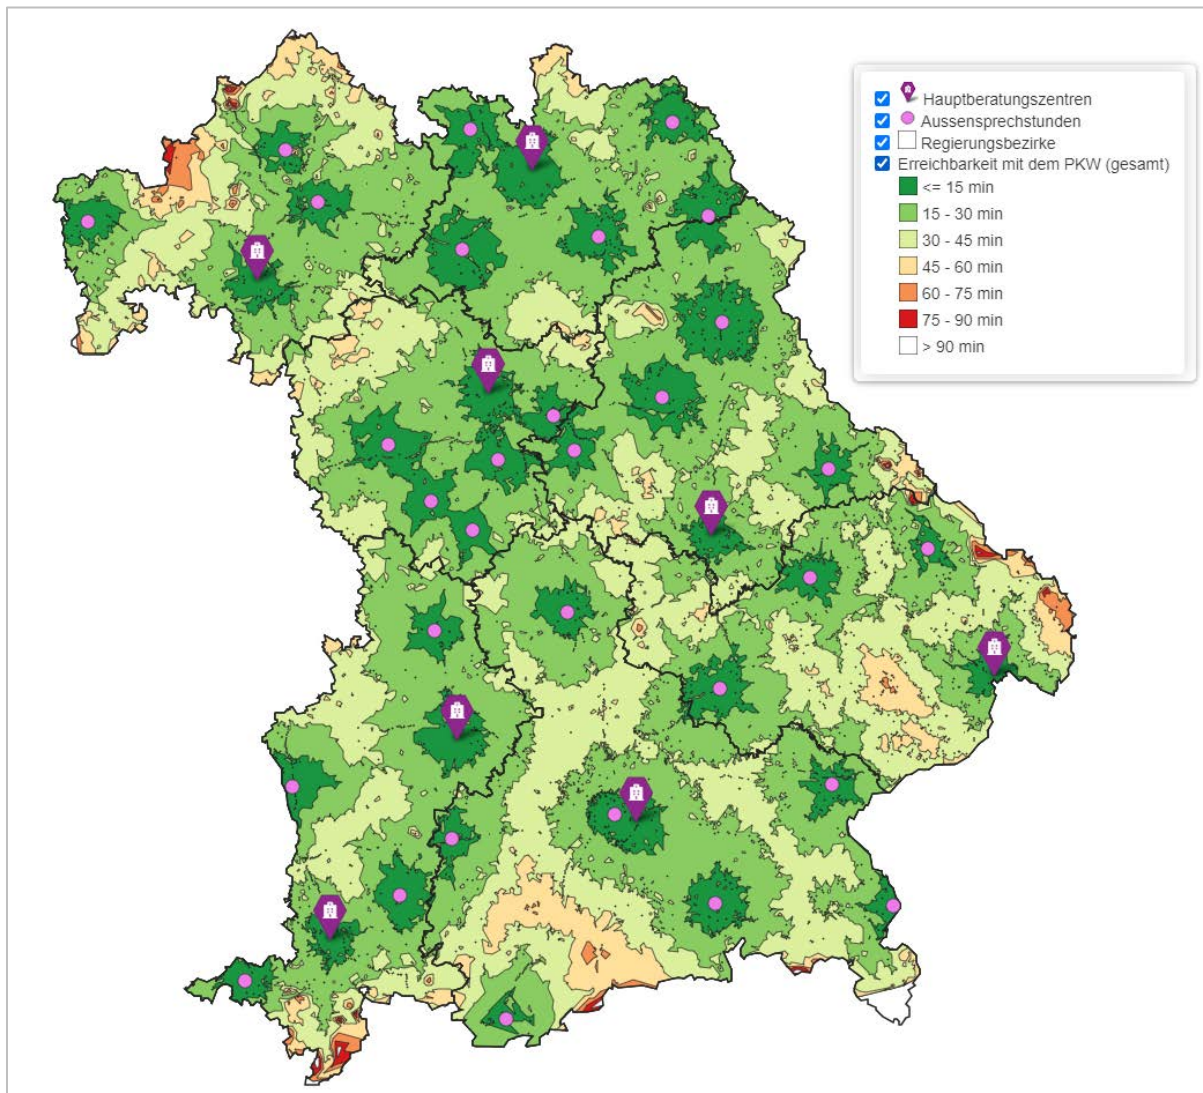 Hauptberatungszentren
Aussensprechstunden
Regierungsbezirke
Erreichbarkeit mit dem PKW (gesamt)
<= 15 min
15 - 30 min
30 - 45 min
45 - 60 min
60 - 75 min
75 - 90 min
> 90 min